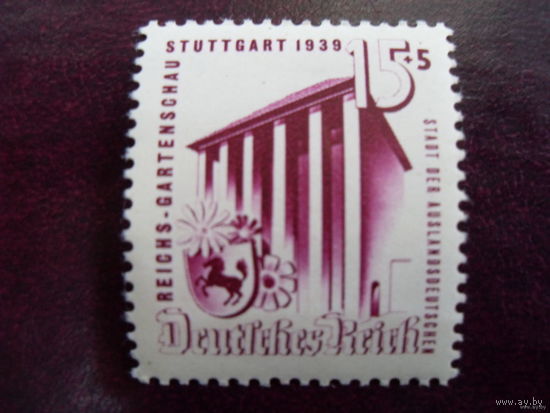 REICHS-GARTENSCHAU
STUTTGART 1939
15+5
STADT DER AUSLANDSDEUTSCHEN
Deutsches Reich
www.ay.by